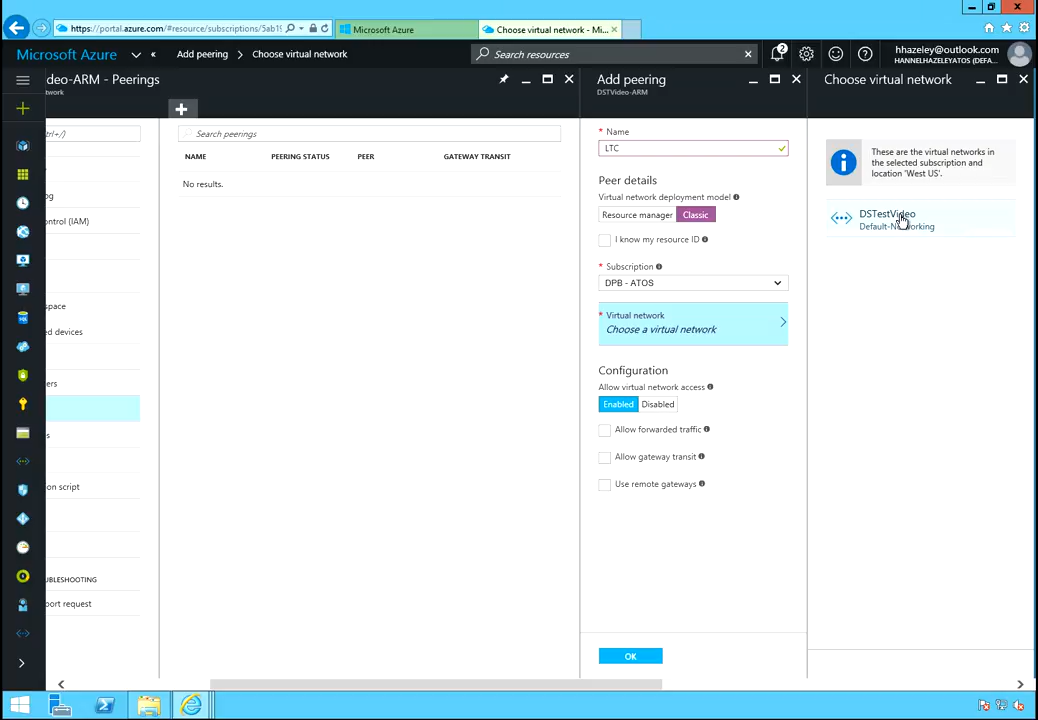 https://portal.azure.com/#resource/subscriptions/5ab19
Microsoft Azure
Choose virtual network - Mi...
Microsoft Azure
Add peering
Choose virtual network
Search resources
2
hhazeley@outlook.com
HANNELHAZELEYATOS (DEFA...
deo-ARM - Peerings
twork
Add peering
DSTVideo-ARM
Choose virtual network
trl+/)
Search peerings
NAME
PEERING STATUS
PEER
GATEWAY TRANSIT
No results.
og
ontrol (IAM)
space
ed devices
ers
s
on script
UBLESHOOTING
port request
* Name
LTC
Peer details
Virtual network deployment model
Resource manager
Classic
I know my resource ID
* Subscription
DPB - ATOS
* Virtual network
Choose a virtual network
Configuration
Allow virtual network access
Enabled
Disabled
Allow forwarded traffic
Allow gateway transit
Use remote gateways
OK
These are the virtual networks in
the selected subscription and
location 'West US'.
DSTestVideo
Default-Networking